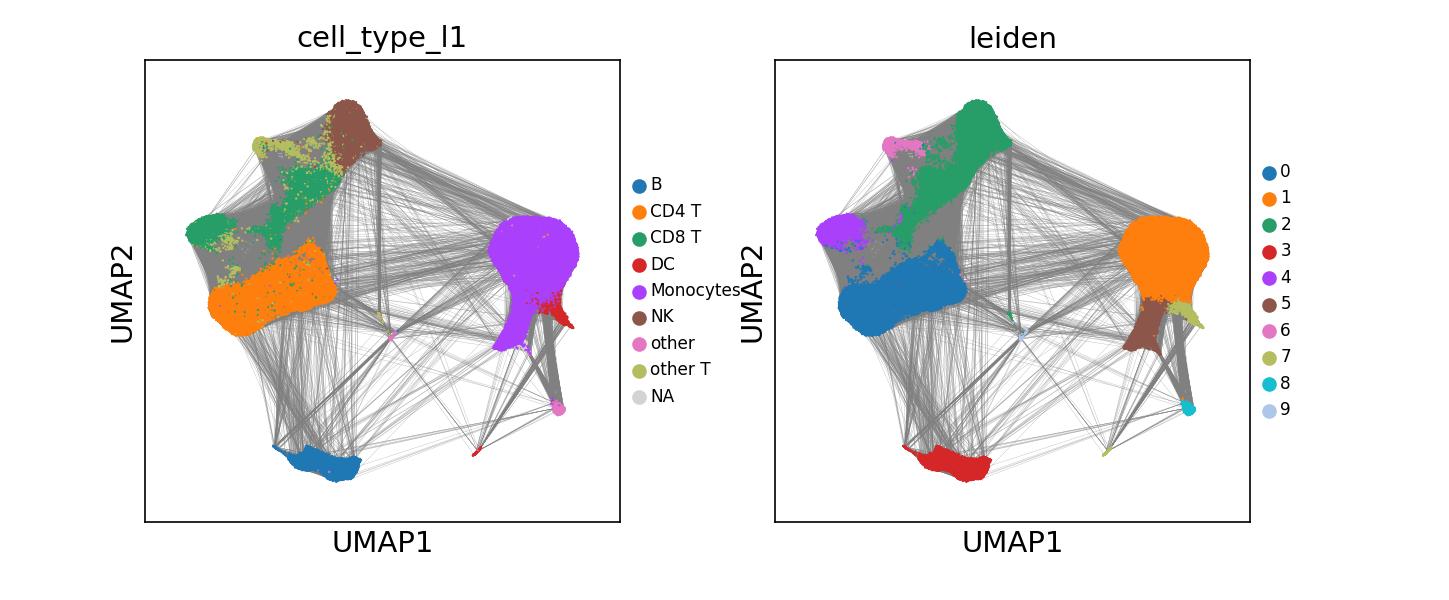 cell_type_l1
UMAP2
UMAP1
B
CD4 T
CD8 T
DC
Monocytes
NK
other
other T
NA
leiden
UMAP2
UMAP1
0
1
2
3
4
5
6
7
8
9